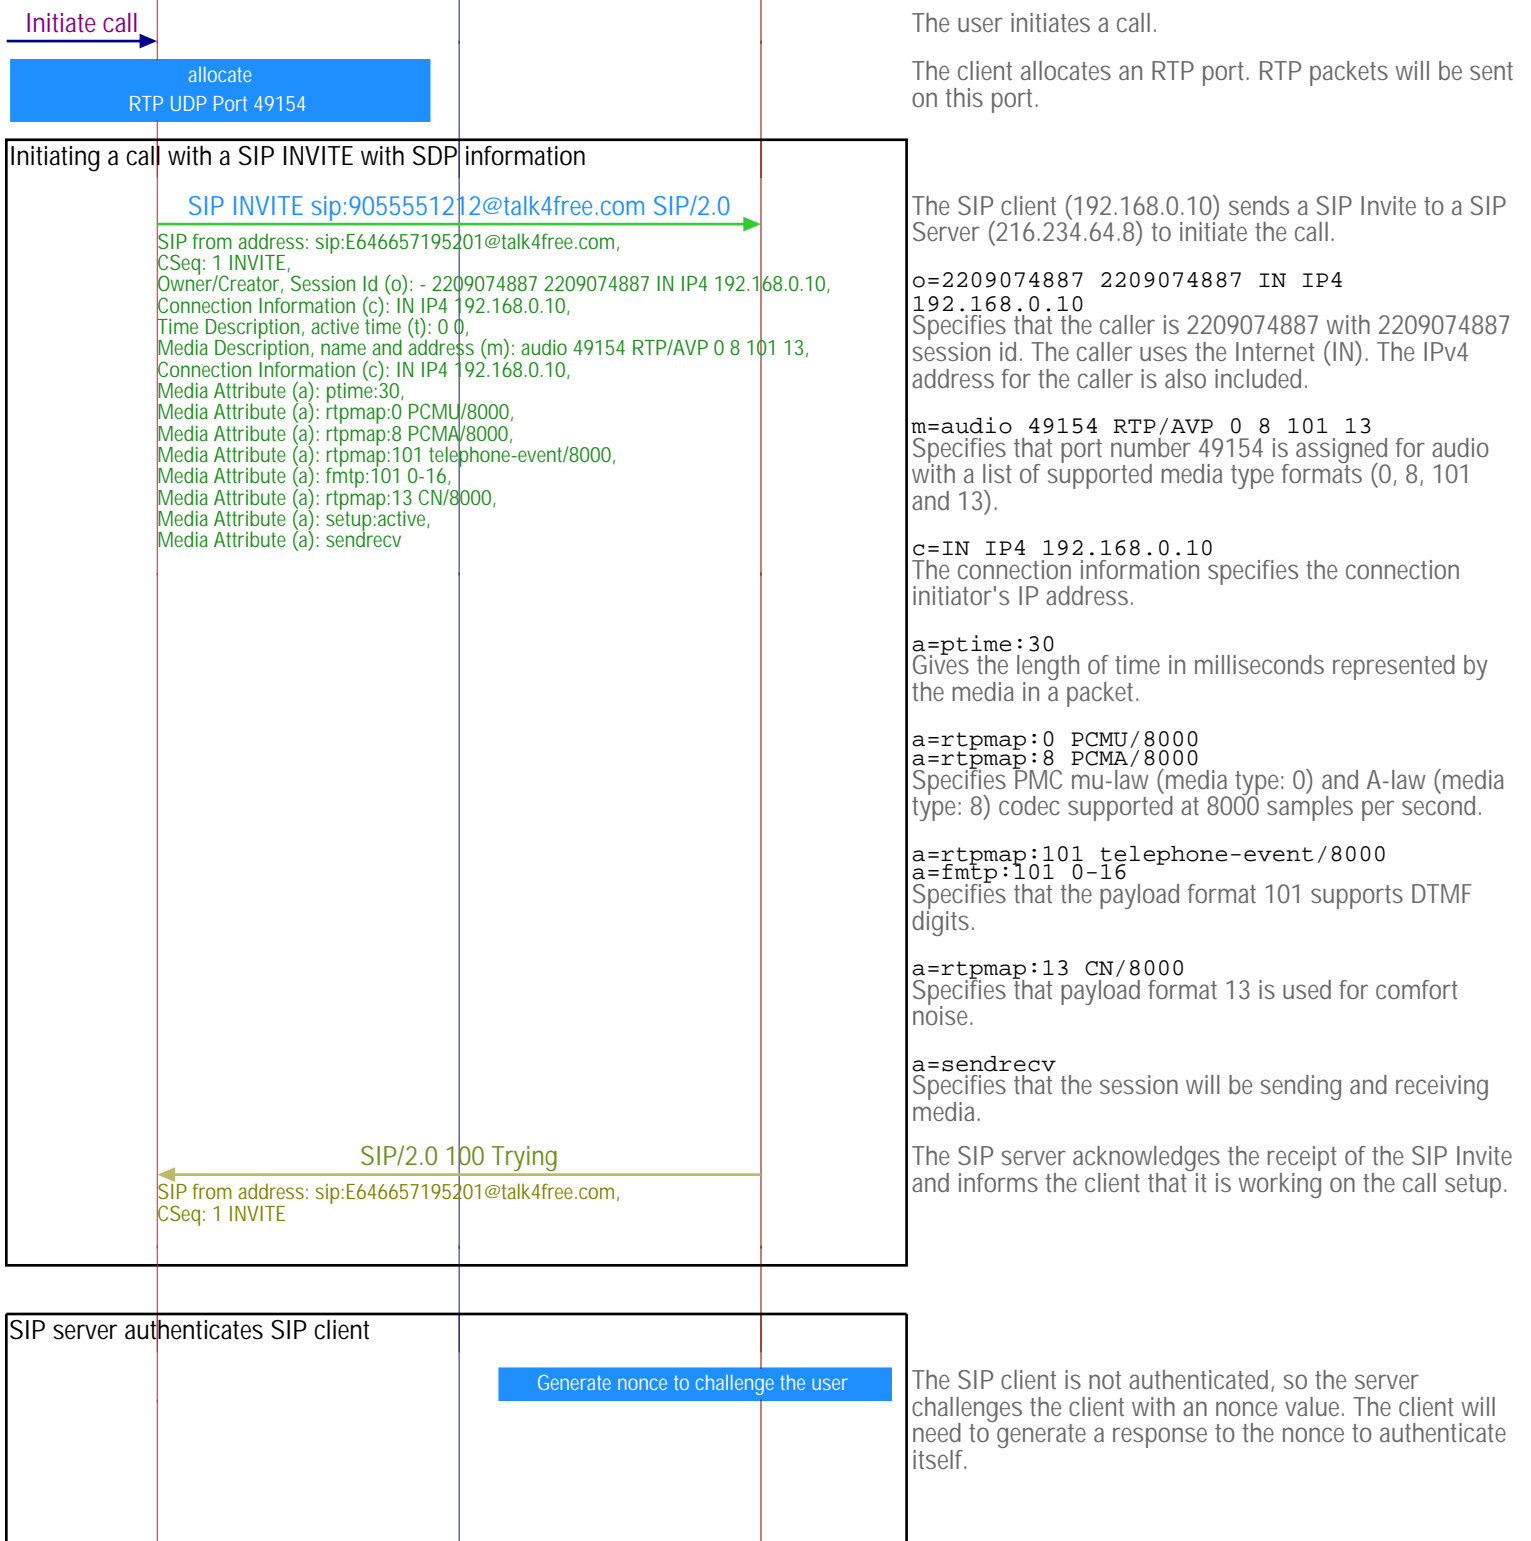 Initiate call
The user initiates a call.
allocate
RTP UDP Port 49154
The client allocates an RTP port. RTP packets will be sent
on this port.
Initiating a call with a SIP INVITE with SDP information
SIP INVITE sip:9055551212@talk4free.com SIP/2.0
SIP from address: sip:E646657195201@talk4free.com,
CSeq: 1 INVITE,
Owner/Creator, Session Id (o): - 2209074887 2209074887 IN IP4 192.168.0.10,
Connection Information (c): IN IP4 192.168.0.10,
Time Description, active time (t): 0 0,
Media Description, name and address (m): audio 49154 RTP/AVP 0 8 101 13,
Connection Information (c): IN IP4 192.168.0.10,
Media Attribute (a): ptime:30,
Media Attribute (a): rtpmap:0 PCMU/8000,
Media Attribute (a): rtpmap:8 PCMA/8000,
Media Attribute (a): rtpmap:101 telephone-event/8000,
Media Attribute (a): fmtp:101 0-16,
Media Attribute (a): rtpmap:13 CN/8000,
Media Attribute (a): setup:active,
Media Attribute (a): sendrecv
The SIP client (192.168.0.10) sends a SIP Invite to a SIP
Server (216.234.64.8) to initiate the call.
o=2209074887 2209074887 IN IP4
192.168.0.10
Specifies that the caller is 2209074887 with 2209074887
session id. The caller uses the Internet (IN). The IPv4
address for the caller is also included.
m=audio 49154 RTP/AVP 0 8 101 13
Specifies that port number 49154 is assigned for audio
with a list of supported media type formats (0, 8, 101
and 13).
c=IN IP4 192.168.0.10
The connection information specifies the connection
initiator's IP address.
a=ptime:30
Gives the length of time in milliseconds represented by
the media in a packet.
a=rtpmap:0 PCMU/8000
a=rtpmap:8 PCMA/8000
Specifies PMC mu-law (media type: 0) and A-law (media
type: 8) codec supported at 8000 samples per second.
a=rtpmap:101 telephone-event/8000
a=fmtp:101 0-16
Specifies that the payload format 101 supports DTMF
digits.
a=rtpmap:13 CN/8000
Specifies that payload format 13 is used for comfort
noise.
a=sendrecv
Specifies that the session will be sending and receiving
media.
SIP/2.0 100 Trying
SIP from address: sip:E646657195201@talk4free.com,
CSeq: 1 INVITE
The SIP server acknowledges the receipt of the SIP Invite
and informs the client that it is working on the call setup.
SIP server authenticates SIP client
Generate nonce to challenge the user
The SIP client is not authenticated, so the server
challenges the client with an nonce value. The client will
need to generate a response to the nonce to authenticate
itself.